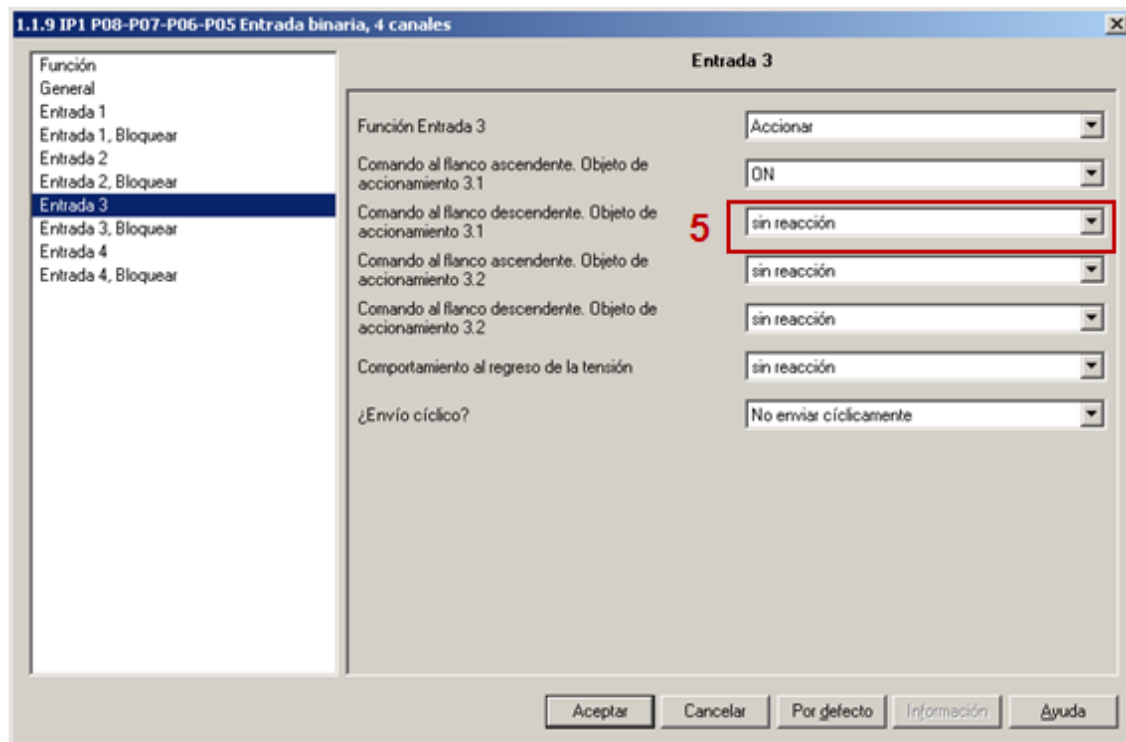 1.1.9 IP1 P08-P07-P06-P05 Entrada binaria, 4 canales
Función
General
Entrada 1
Entrada 1, Bloquear
Entrada 2
Entrada 2, Bloquear
Entrada 3
Entrada 3, Bloquear
Entrada 4
Entrada 4, Bloquear
Entrada 3
Función Entrada 3
Accionar
Comando al flanco ascendente. Objeto de
accionamiento 3.1
ON
Comando al flanco descendente. Objeto de
accionamiento 3.1
5
sin reacción
Comando al flanco ascendente. Objeto de
accionamiento 3.2
sin reacción
Comando al flanco descendente. Objeto de
accionamiento 3.2
sin reacción
Comportamiento al regreso de la tensión
sin reacción
¿Envío cíclico?
No enviar cíclicamente
Aceptar
Cancelar
Por defecto
Información
Ayuda